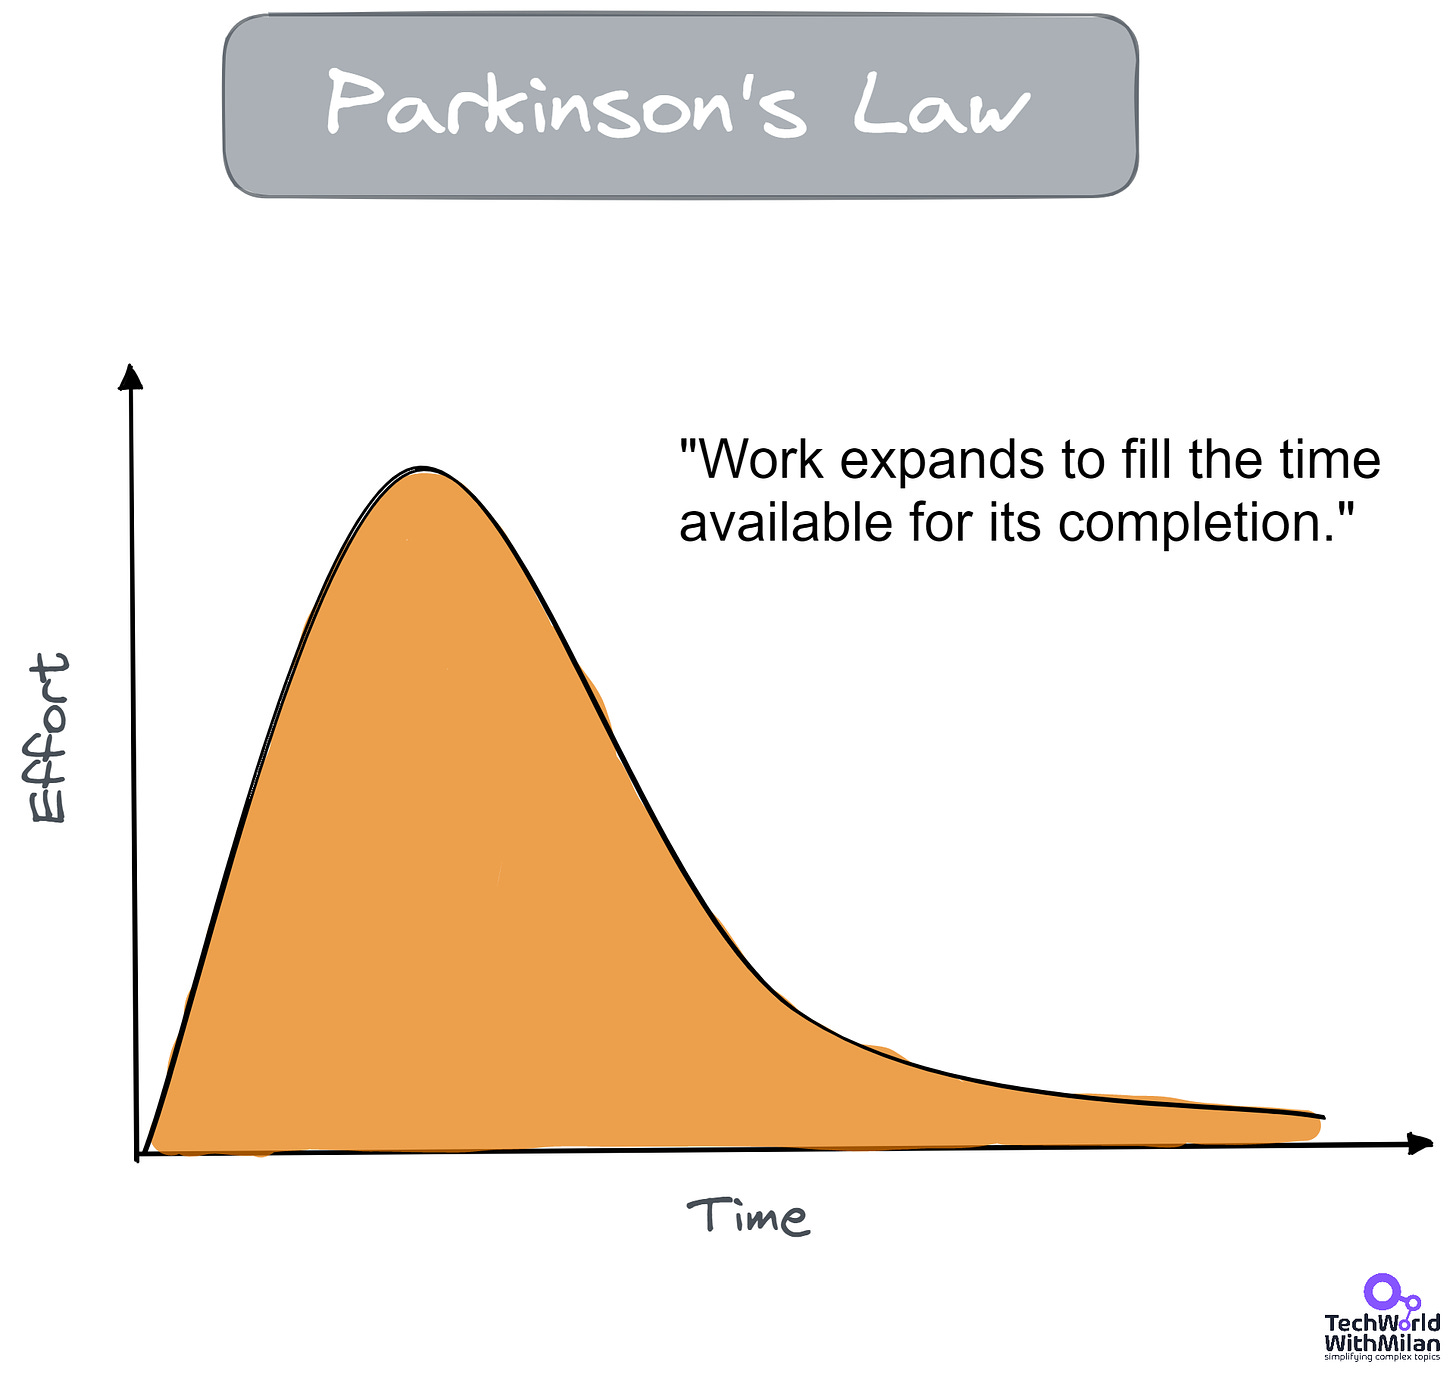 Parkinson's Law
"Work expands to fill the time
available for its completion."
Effort
Time
TechWorld
WithMilan
simplifying complex topics